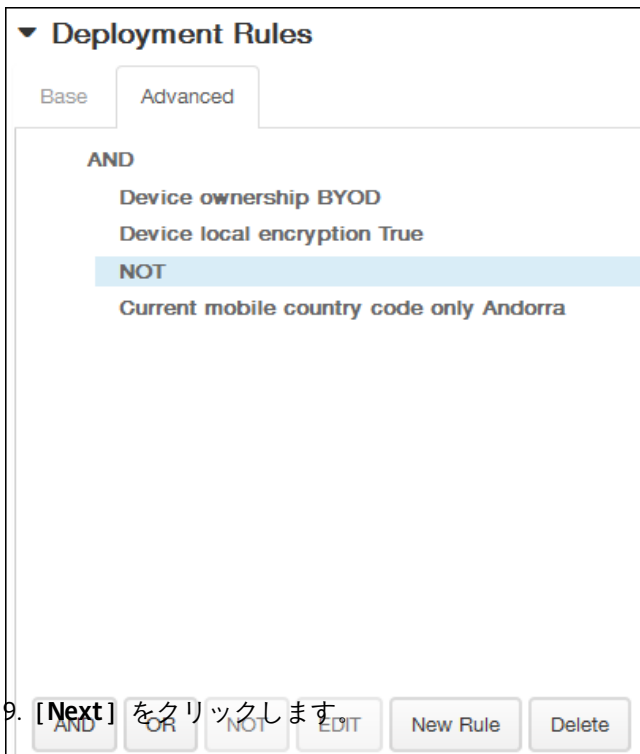 Deployment Rules
Base Advanced
AND
Device ownership BYOD
Device local encryption True
NOT
Current mobile country code only Andorra
9. [Next] をクリックします。
AND OR NOT EDIT New Rule Delete